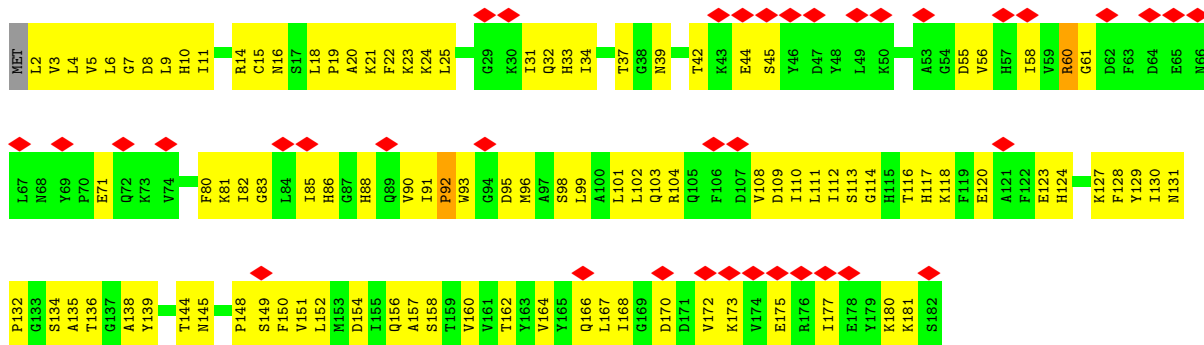 MET L2 V3 L4 V5 L6 G7 D8 L9 H10 I11 R14 C15 N16 S17 L18 P19 A20 K21 F22 K23 K24 L25 G29 K30 I31 Q32 H33 I34 T37 G38 N39 T42 K43 E44 S45 Y46 D47 Y48 L49 K50 A53 G54 D55 V56 H57 I58 V59 R60 G61 D62 F63 D64 E65 N66
L67 N68 Y69 P70 E71 Q72 K73 V74 F80 K81 I82 G83 L84 I85 H86 G87 H88 Q89 V90 I91 P92 W93 G94 D95 M96 A97 S98 L99 A100 L101 L102 Q103 R104 Q105 F106 D107 V108 D109 I110 L111 I112 S113 G114 H115 T116 H117 K118 F119 E120 A121 F122 E123 H124 K127 F128 Y129 I130 N131
P132 G133 S134 A135 T136 G137 A138 Y139 T144 N145 P148 S149 F150 V151 L152 M153 D154 I155 Q156 A157 S158 T159 V160 V161 T162 Y163 V164 Y165 Q166 L167 I168 G169 D170 D171 V172 K173 V174 E175 R176 I177 E178 Y179 K180 K181 S182